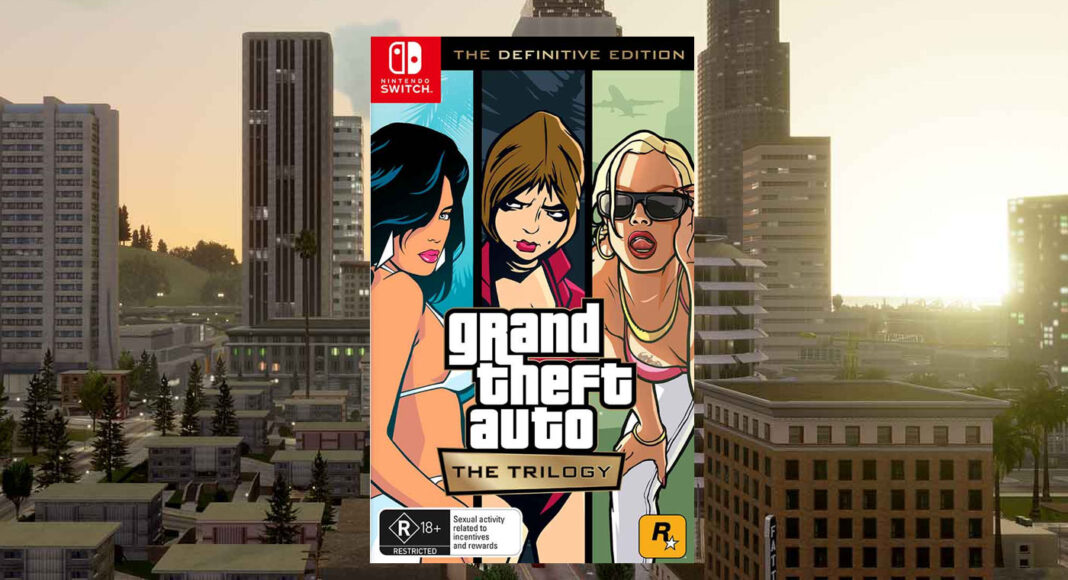 NINTENDO
SWITCH
THE DEFINITIVE EDITION
grand
theft
auto
THE TRILOGY
R 18+
RESTRICTED
Sexual activity
related to
incentives
and rewards
R